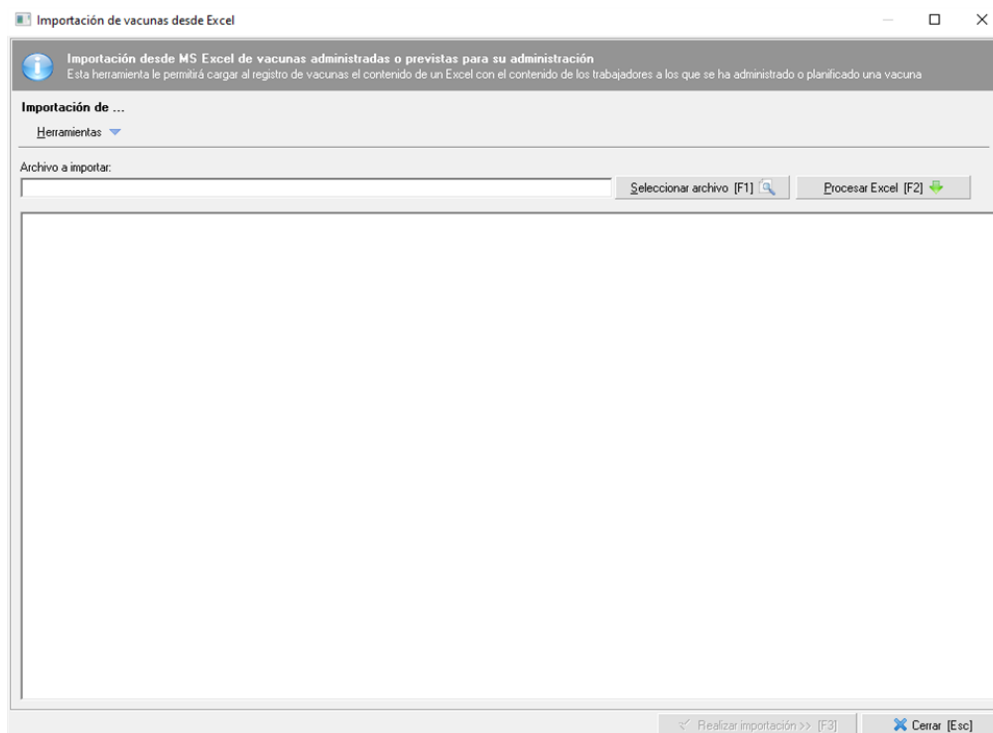 Importación de vacunas desde Excel
Importación desde MS Excel de vacunas administradas o previstas para su administración
Esta herramienta le permitirá cargar al registro de vacunas el contenido de un Excel con el contenido de los trabajadores a los que se ha administrado o planificado una vacuna
Importación de ...
Herramientas
Archivo a importar:
Seleccionar archivo [F1] Procesar Excel [F2]
Realizar importación >> [F3] Cerrar [Esc]